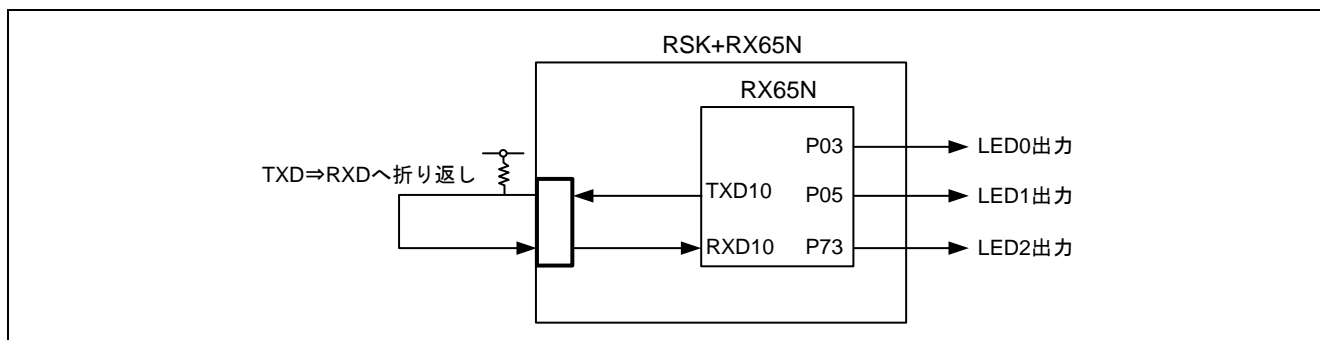 RSK+RX65N
RX65N
P03
LED0出力
TXD⇒RXDへ折り返し
TXD10
P05
LED1出力
RXD10
P73
LED2出力